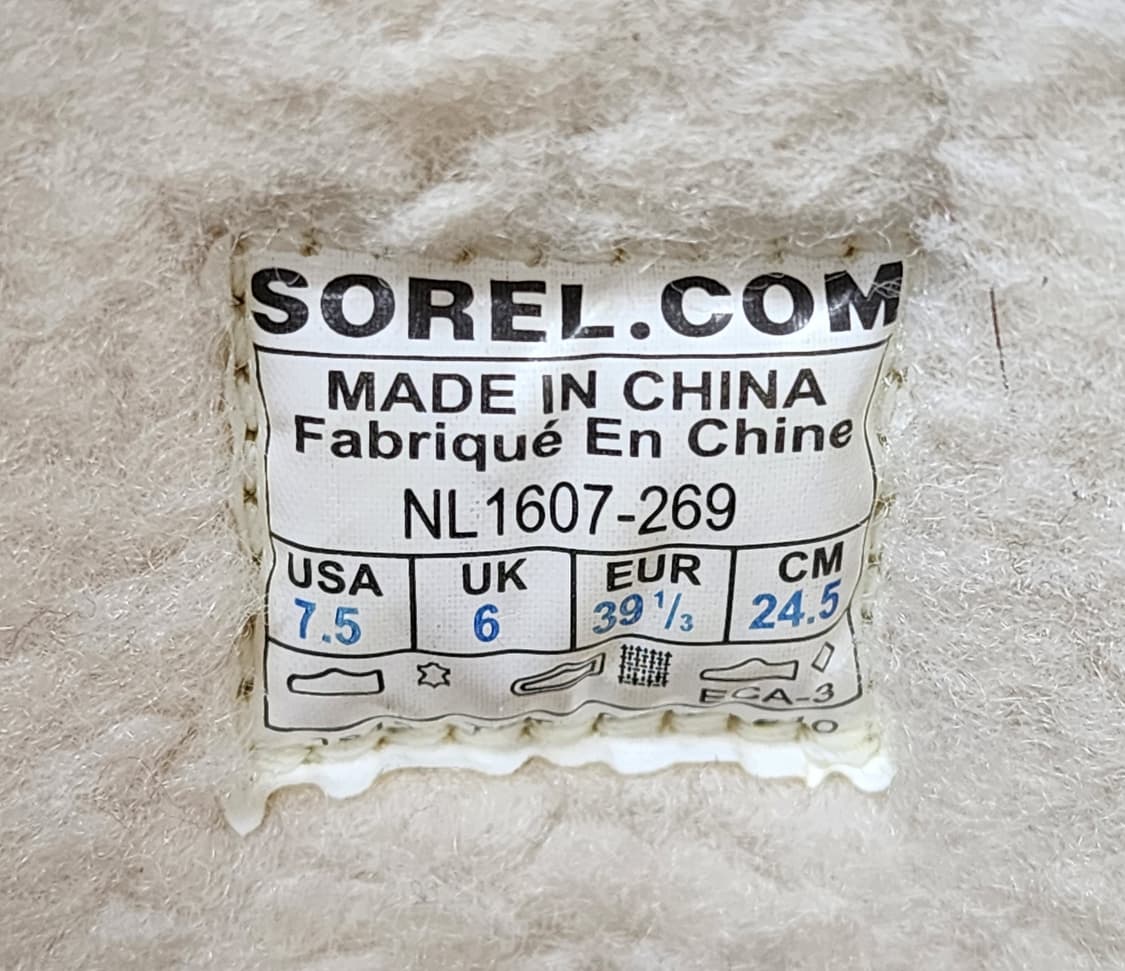 SOREL.COM
MADE IN CHINA
Fabriqué En Chine
NL1607-269
USA UK EUR CM
7.5 6 39 1/3 24.5
ECA-3